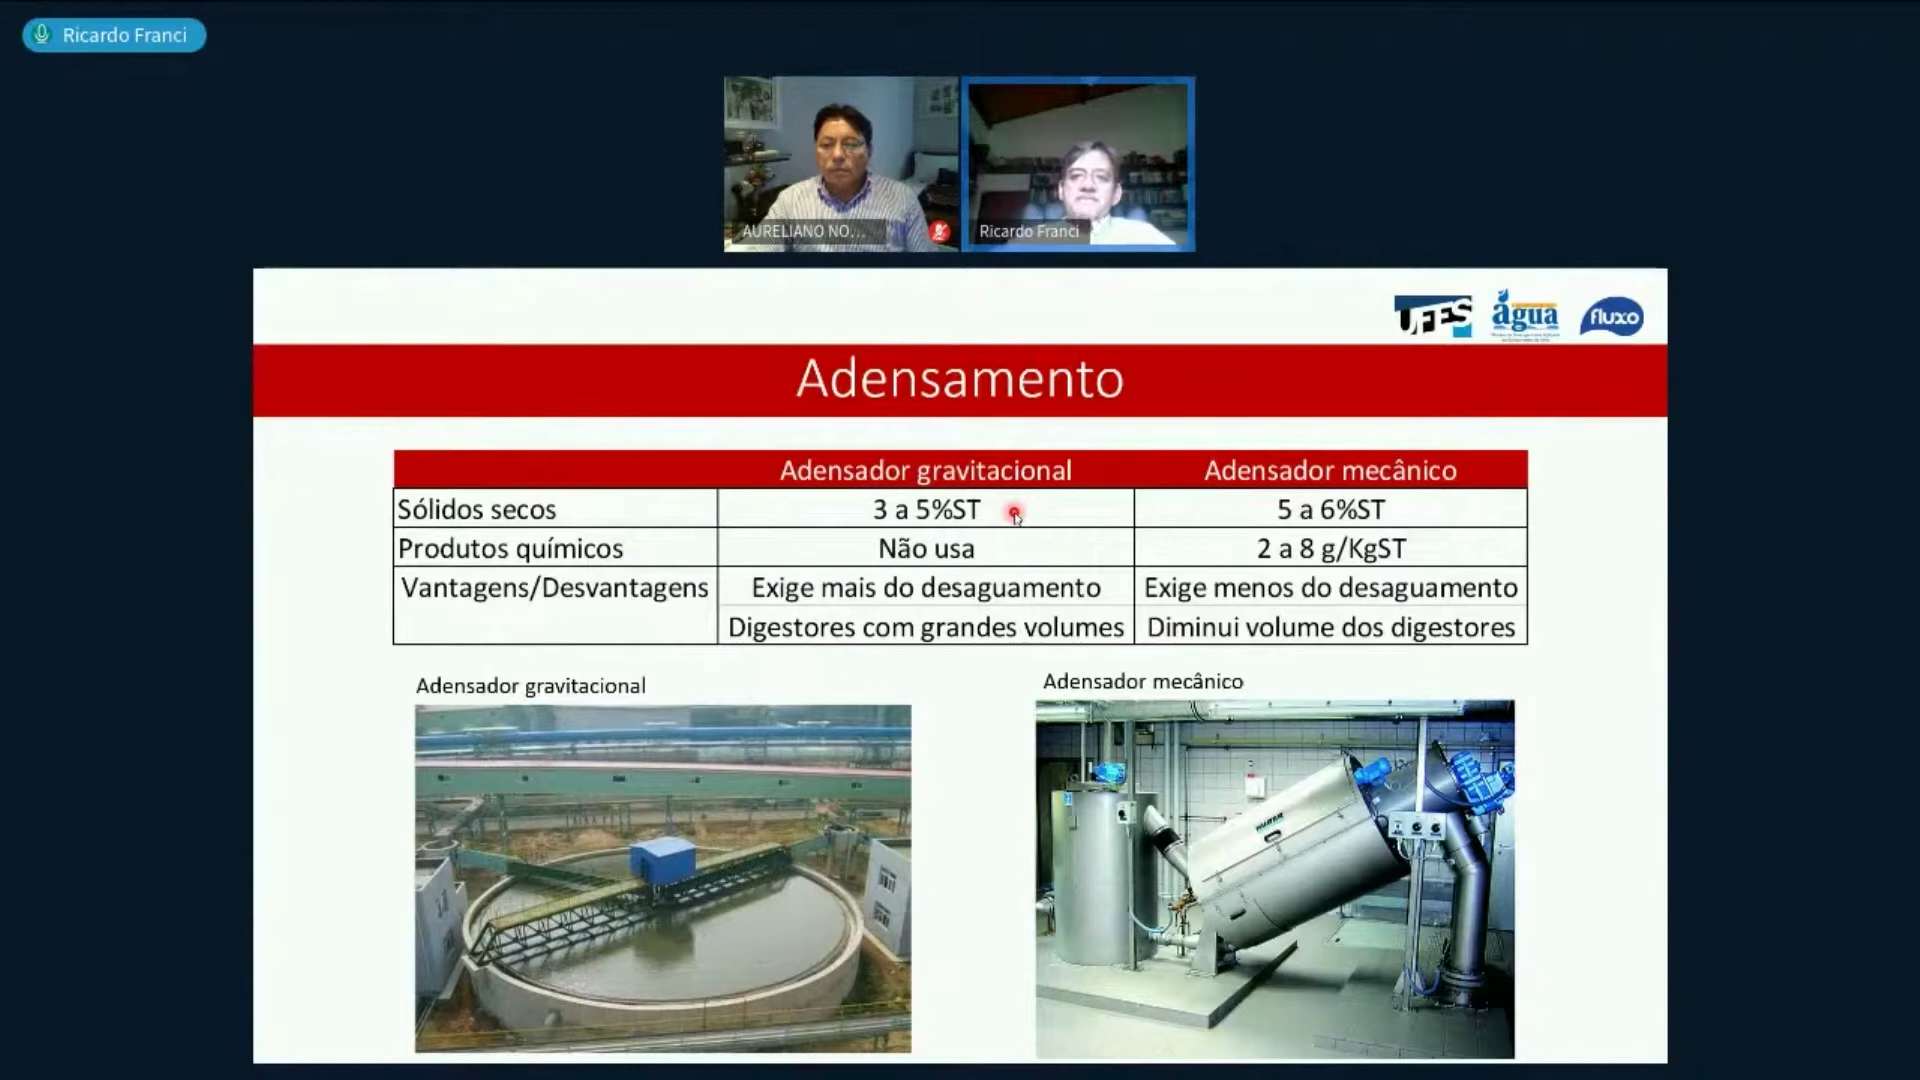 Ricardo Franci
AURELIANO NO...
Ricardo Franci
UFES
água
fluxo
Adensamento
Adensador gravitacional
Adensador mecânico
Sólidos secos
3 a 5%ST
5 a 6%ST
Produtos químicos
Não usa
2 a 8 g/KgST
Vantagens/Desvantagens
Exige mais do desaguamento
Exige menos do desaguamento
Digestores com grandes volumes
Diminui volume dos digestores
Adensador gravitacional
Adensador mecânico
HUBER